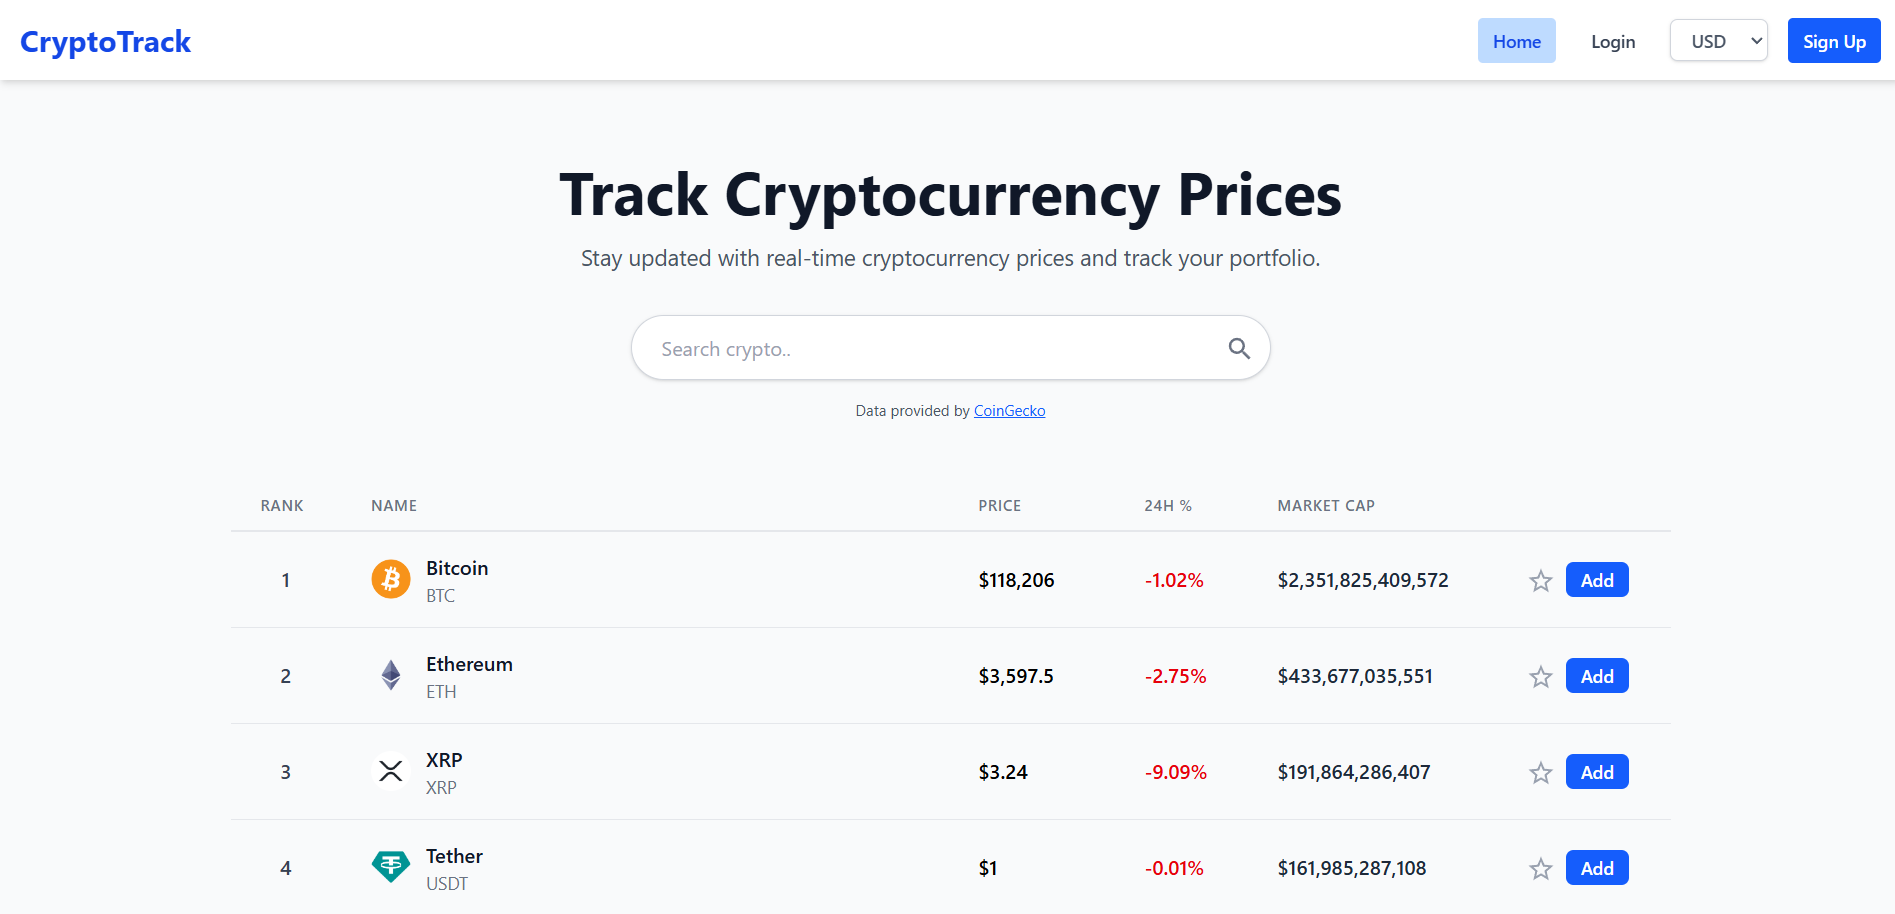 CryptoTrack
Home Login USD Sign Up
Track Cryptocurrency Prices
Stay updated with real-time cryptocurrency prices and track your portfolio.
Search crypto..
Data provided by CoinGecko
RANK NAME PRICE 24H % MARKET CAP
1 Bitcoin BTC $118,206 -1.02% $2,351,825,409,572 Add
2 Ethereum ETH $3,597.5 -2.75% $433,677,035,551 Add
3 XRP XRP $3.24 -9.09% $191,864,286,407 Add
4 Tether USDT $1 -0.01% $161,985,287,108 Add